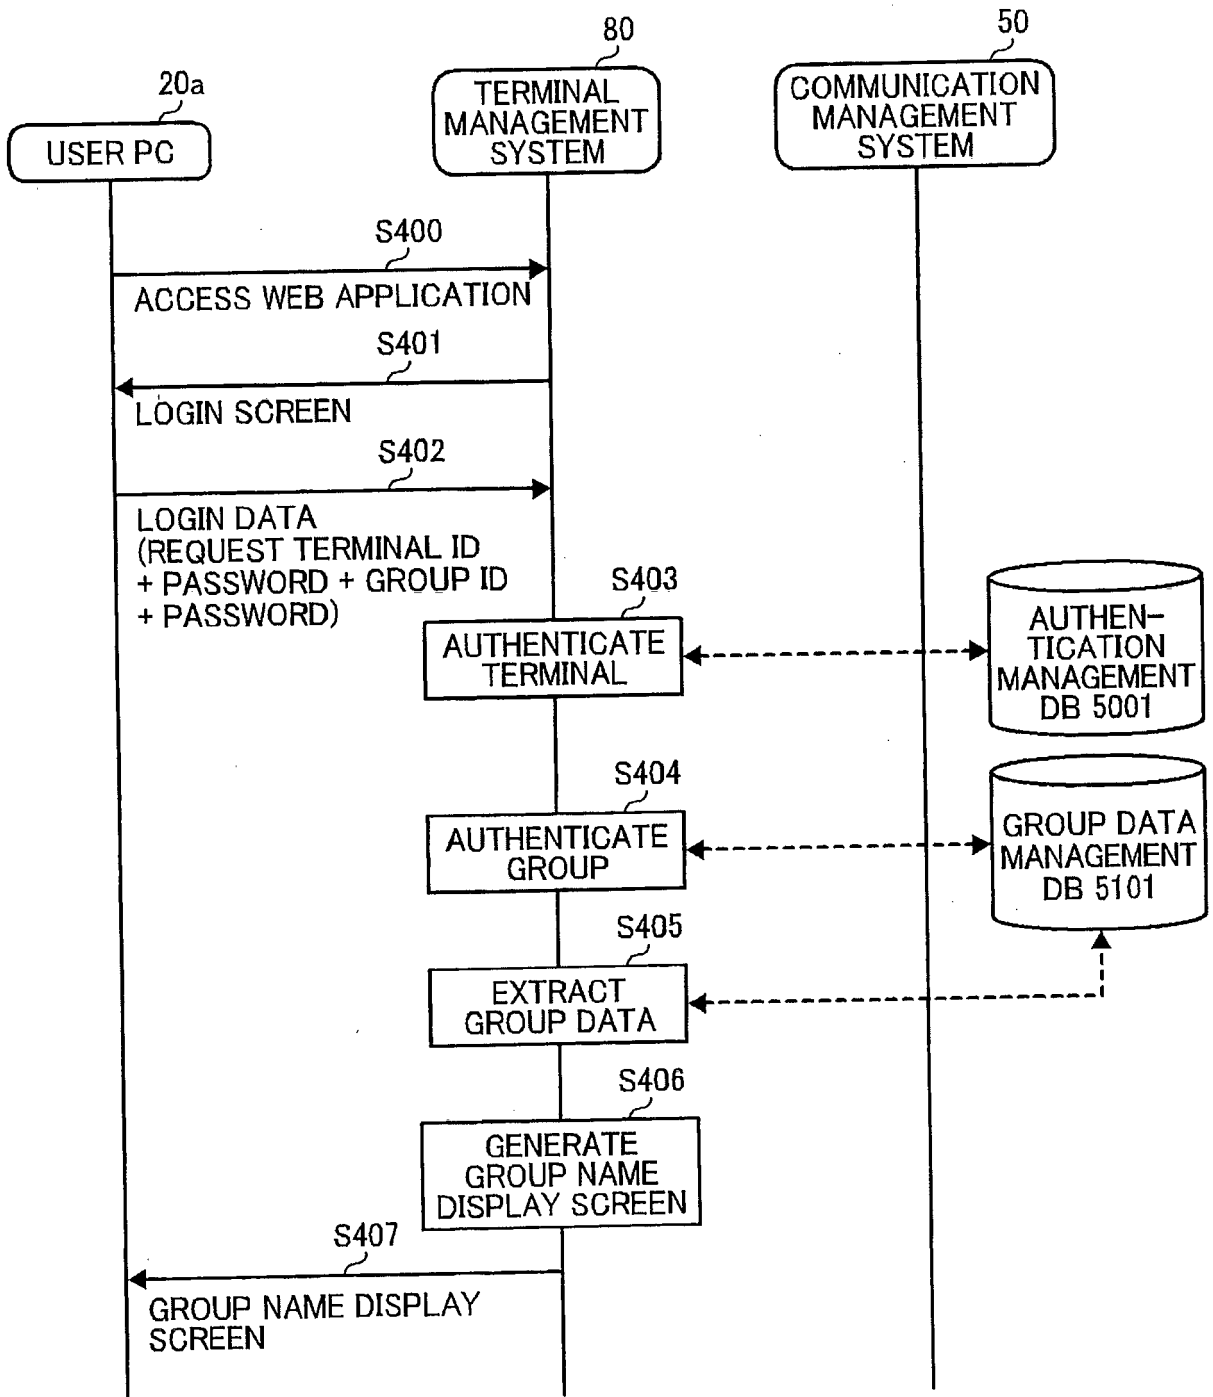 20a
USER PC
80
TERMINAL
MANAGEMENT
SYSTEM
50
COMMUNICATION
MANAGEMENT
SYSTEM
S400
ACCESS WEB APPLICATION
S401
LOGIN SCREEN
S402
LOGIN DATA
(REQUEST TERMINAL ID
+ PASSWORD + GROUP ID
+ PASSWORD)
S403
AUTHENTICATE
TERMINAL
AUTHEN-
TICATION
MANAGEMENT
DB 5001
S404
AUTHENTICATE
GROUP
GROUP DATA
MANAGEMENT
DB 5101
S405
EXTRACT
GROUP DATA
S406
GENERATE
GROUP NAME
DISPLAY SCREEN
S407
GROUP NAME DISPLAY
SCREEN